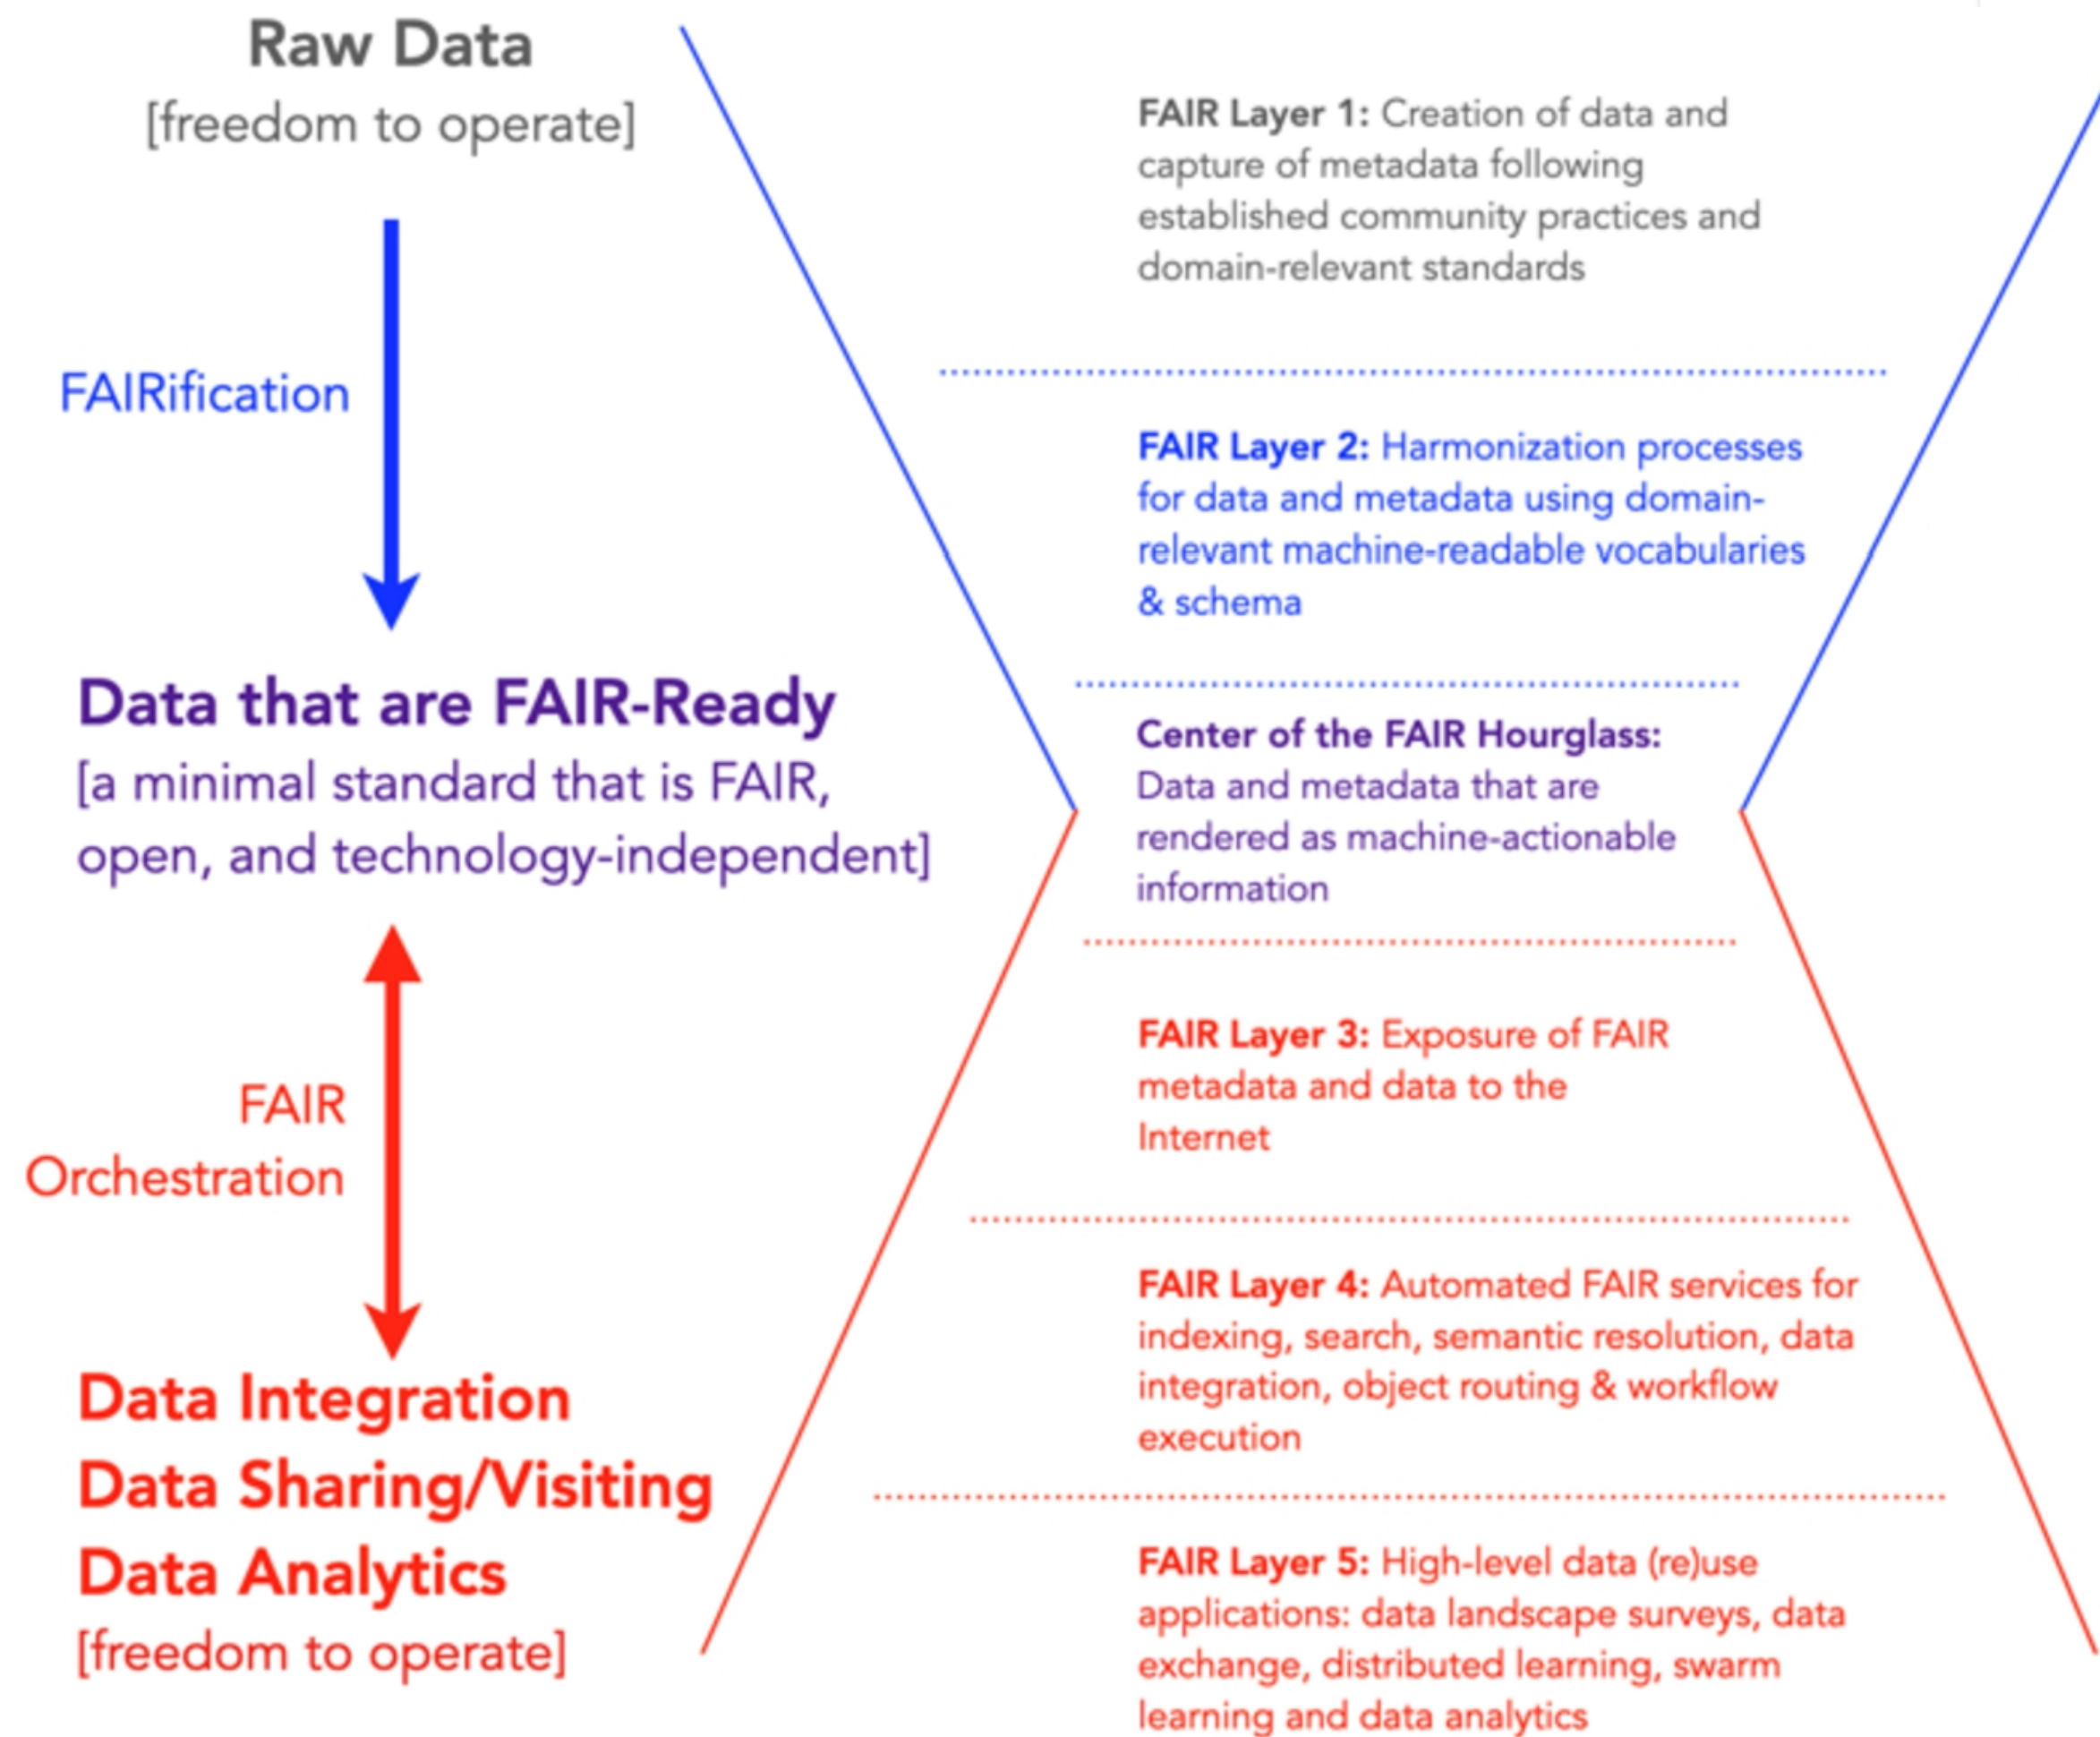 Raw Data
[freedom to operate]
FAIRification
Data that are FAIR-Ready
[a minimal standard that is FAIR,
open, and technology-independent]
FAIR
Orchestration
Data Integration
Data Sharing/Visiting
Data Analytics
[freedom to operate]
FAIR Layer 1: Creation of data and
capture of metadata following
established community practices and
domain-relevant standards
FAIR Layer 2: Harmonization processes
for data and metadata using domain-
relevant machine-readable vocabularies
& schema
Center of the FAIR Hourglass:
Data and metadata that are
rendered as machine-actionable
information
FAIR Layer 3: Exposure of FAIR
metadata and data to the
Internet
FAIR Layer 4: Automated FAIR services for
indexing, search, semantic resolution, data
integration, object routing & workflow
execution
FAIR Layer 5: High-level data (re)use
applications: data landscape surveys, data
exchange, distributed learning, swarm
learning and data analytics